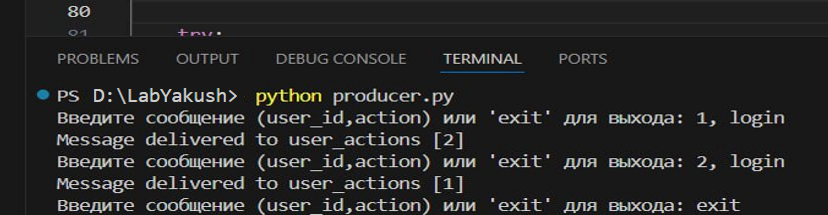 80
81 try:
PROBLEMS OUTPUT DEBUG CONSOLE TERMINAL PORTS
PS D:\LabYakush> python producer.py
Введите сообщение (user_id,action) или 'exit' для выхода: 1, login
Message delivered to user_actions [2]
Введите сообщение (user_id,action) или 'exit' для выхода: 2, login
Message delivered to user_actions [1]
Введите сообщение (user_id,action) или 'exit' для выхода: exit